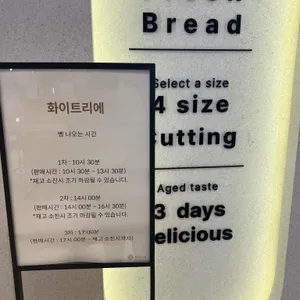 Bread
Select a size
4 size
Cutting
Aged taste
3 days
Delicious
화이트리에
빵 나오는 시간
1차 : 10시 30분
(판매시간 : 10시 30분 ~ 13시 30분)
*재고 소진시 조기 마감될 수 있습니다.
2차 : 14시 00분
(판매시간 : 14시 00분 ~ 16시 30분)
*재고 소진시 조기 마감될 수 있습니다.
3차 : 17시 00분
(판매시간 : 17시 00분 ~ 재고 소진시까지)